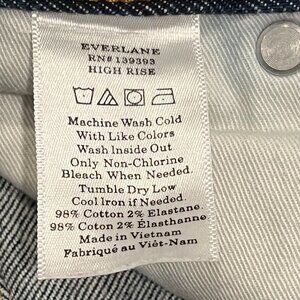 EVERLANE
RN# 139393
HIGH RISE
Machine Wash Cold
With Like Colors
Wash Inside Out
Only Non-Chlorine
Bleach When Needed.
Tumble Dry Low
Cool Iron if Needed.
98% Cotton 2% Elastane.
98% Coton 2% Élasthanne
Made in Vietnam
Fabriqué au Viêt-Nam